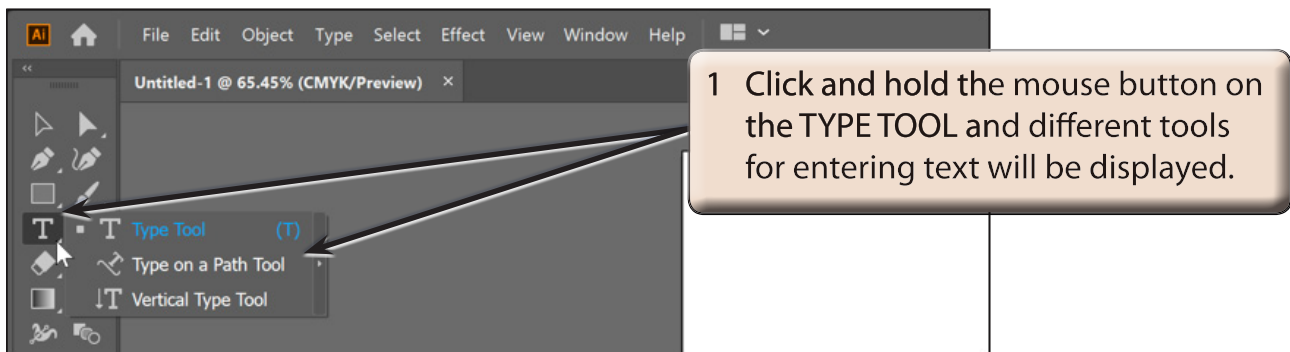 Ai File Edit Object Type Select Effect View Window Help
Untitled-1 @ 65.45% (CMYK/Preview) ×
1 Click and hold the mouse button on
the TYPE TOOL and different tools
for entering text will be displayed.
T T Type Tool (T)
Type on a Path Tool
T Vertical Type Tool